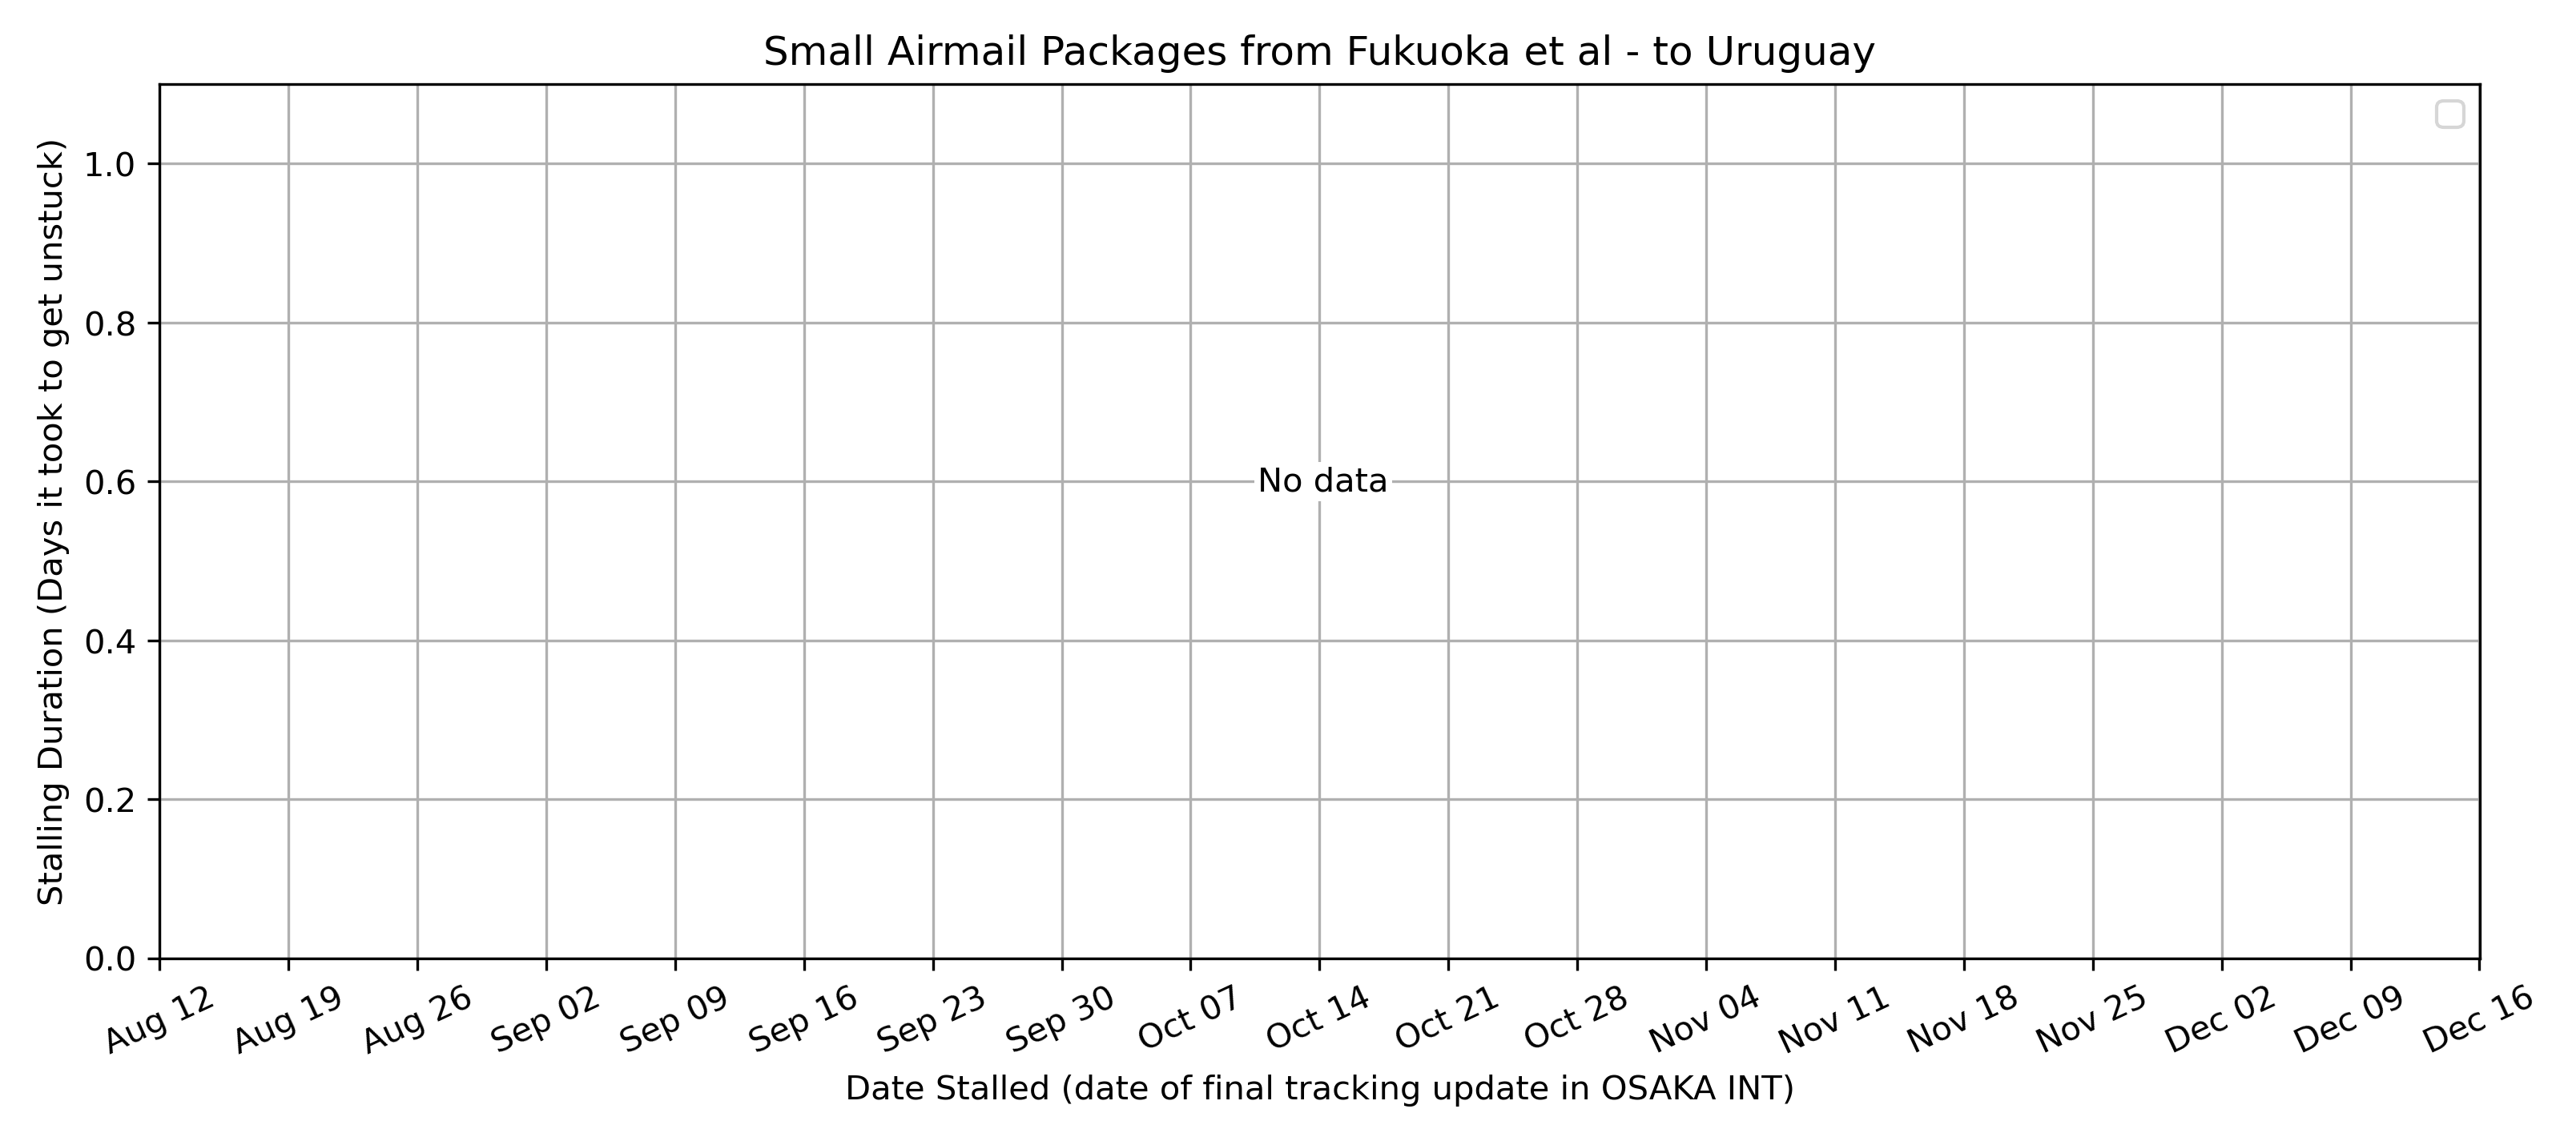 Small Airmail Packages from Fukuoka et al - to Uruguay
Stalling Duration (Days it took to get unstuck)
1.0
0.8
0.6
0.4
0.2
0.0
No data
Aug 12
Aug 19
Aug 26
Sep 02
Sep 09
Sep 16
Sep 23
Sep 30
Oct 07
Oct 14
Oct 21
Oct 28
Nov 04
Nov 11
Nov 18
Nov 25
Dec 02
Dec 09
Dec 16
Date Stalled (date of final tracking update in OSAKA INT)